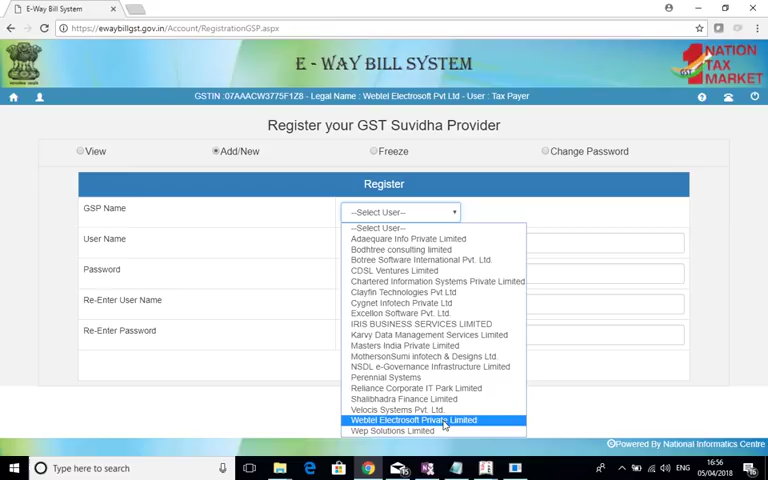 E-Way Bill System
https://ewaybillgst.gov.in/Account/RegistrationGSP.aspx
E - WAY BILL SYSTEM
NATION
TAX
MARKET
GSTIN :07AAACW3775F1Z8 - Legal Name : Webtel Electrosoft Pvt Ltd - User : Tax Payer
Register your GST Suvidha Provider
View Add/New Freeze Change Password
Register
GSP Name
--Select User--
--Select User--
Adaequare Info Private Limited
Bodhtree consulting limited
Botree Software International Pvt. Ltd.
CDSL Ventures Limited
Chartered Information Systems Private Limited
Clayfin Technologies Pvt Ltd
Cygnet Infotech Private Ltd
Excellon Software Pvt. Ltd.
IRIS BUSINESS SERVICES LIMITED
Karvy Data Management Services Limited
Masters India Private Limited
MothersonSumi infotech & Designs Ltd.
NSDL e-Governance Infrastructure Limited
Perennial Systems
Reliance Corporate IT Park Limited
Shalibhadra Finance Limited
Velocis Systems Pvt. Ltd.
Webtel Electrosoft Private Limited
Wep Solutions Limited
User Name
Password
Re-Enter User Name
Re-Enter Password
Powered By National Informatics Centre
Type here to search
ENG
16:56
05/04/2018